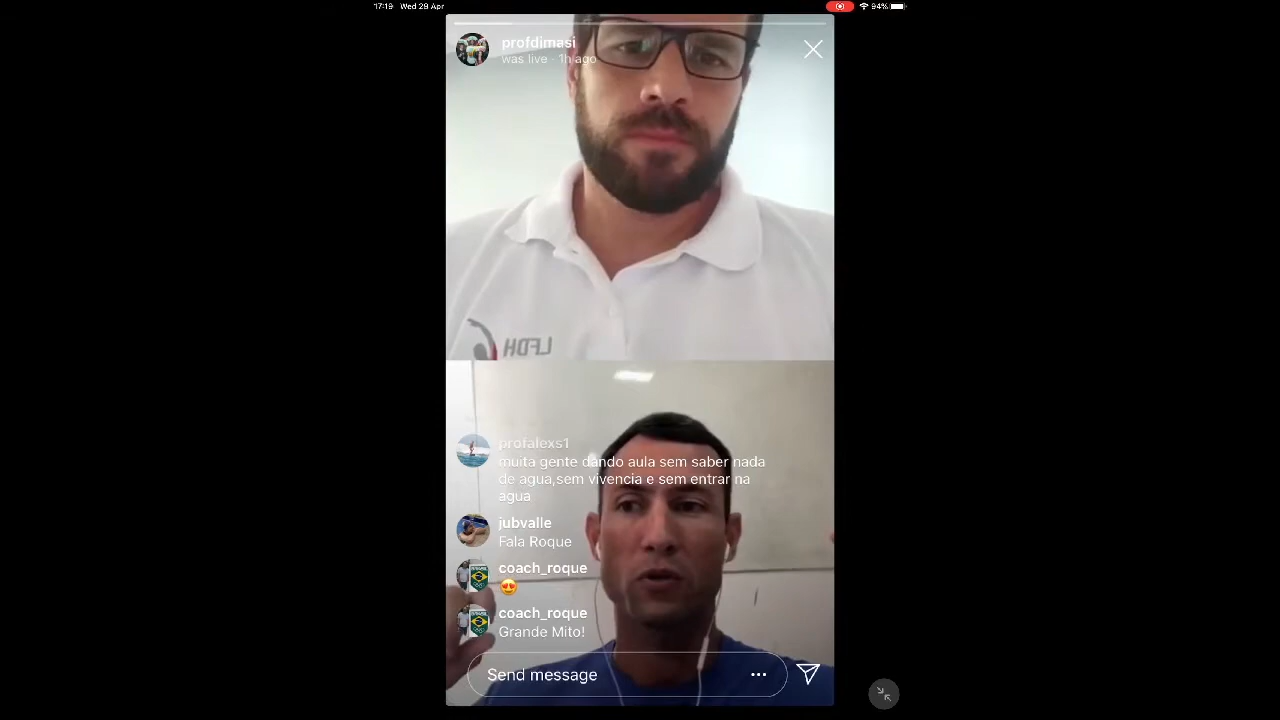 17:19 Wed 29 Apr
94%
profdimasi
was live · 1h ago
LFDH
profalexs1
muita gente dando aula sem saber nada
de agua,sem vivencia e sem entrar na
agua
jubvalle
Fala Roque
coach_roque
😍
coach_roque
Grande Mito!
Send message